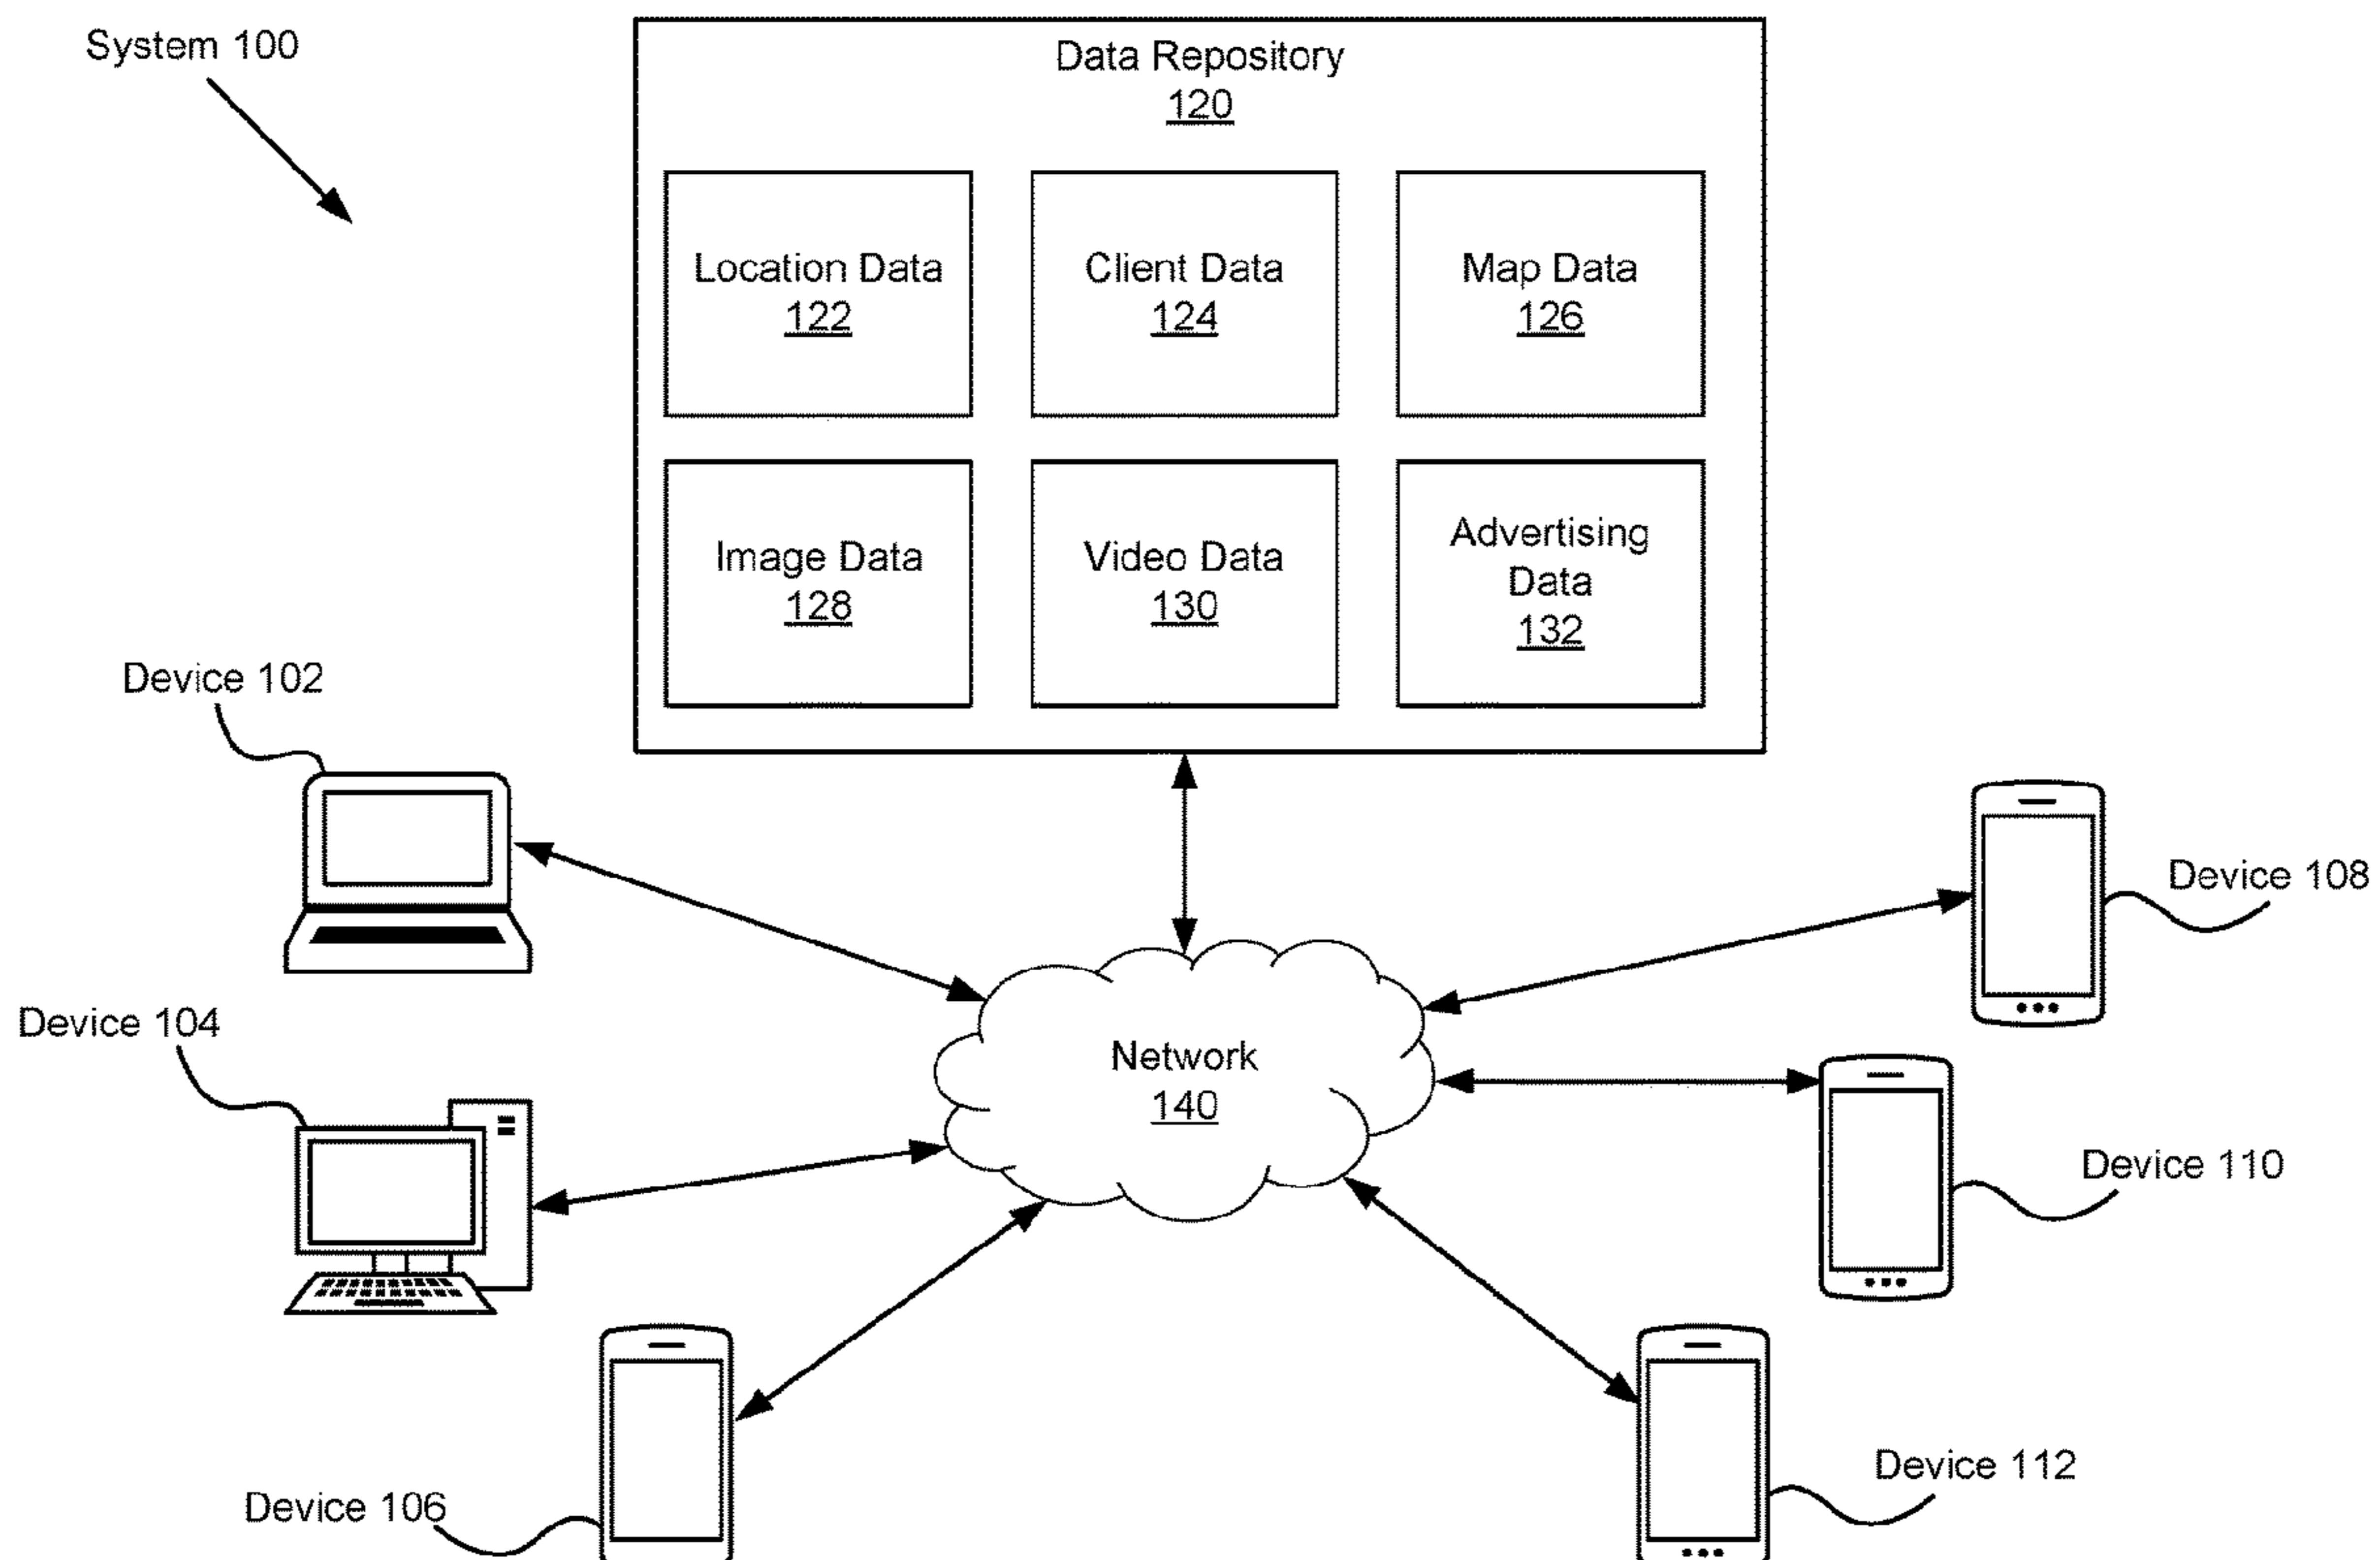 System 100
Data Repository
120
Location Data
122
Client Data
124
Map Data
126
Image Data
128
Video Data
130
Advertising
Data
132
Device 102
Device 108
Device 104
Network
140
Device 110
Device 106
Device 112